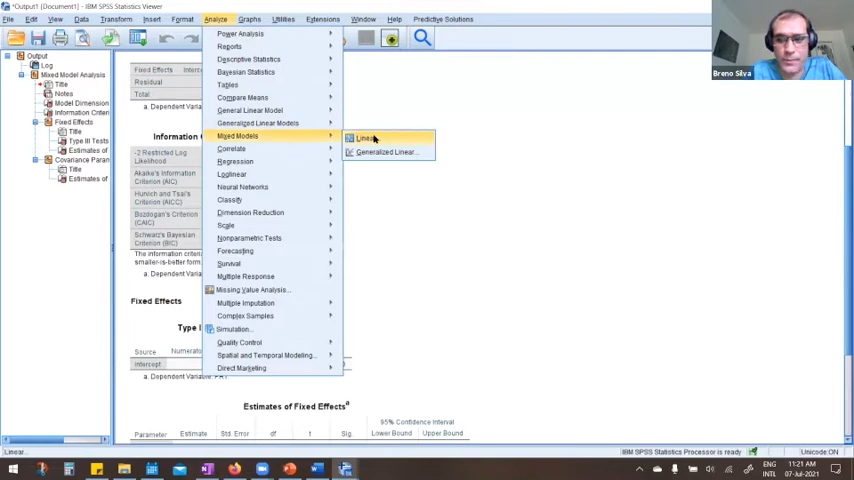 *Output1 [Document1] - IBM SPSS Statistics Viewer
File Edit View Data Transform Insert Format Analyze Graphs Utilities Extensions Window Help Predictive Solutions
Output
Log
Mixed Model Analysis
Title
Notes
Model Dimension
Information Criteri
Fixed Effects
Title
Type III Tests
Estimates of
Covariance Param
Title
Estimates of
Fixed Effects Interc
Residual
Total
a. Dependent Varia
Information C
-2 Restricted Log
Likelihood
Akaike's Information
Criterion (AIC)
Hurvich and Tsai's
Criterion (AICC)
Bozdogan's Criterion
(CAIC)
Schwarz's Bayesian
Criterion (BIC)
The information criteria
smaller-is-better form.
a. Dependent Varia
Fixed Effects
Type II
Source Numerato
Intercept
a. Dependent Variable: PRT.
Estimates of Fixed Effects a
95% Confidence Interval
Parameter Estimate Std. Error df t Sig. Lower Bound Upper Bound
Power Analysis
Reports
Descriptive Statistics
Bayesian Statistics
Tables
Compare Means
General Linear Model
Generalized Linear Models
Mixed Models
Correlate
Regression
Loglinear
Neural Networks
Classify
Dimension Reduction
Scale
Nonparametric Tests
Forecasting
Survival
Multiple Response
Missing Value Analysis...
Multiple Imputation
Complex Samples
Simulation...
Quality Control
Spatial and Temporal Modeling...
Direct Marketing
Linear...
Generalized Linear...
Breno Silva
Linear...
IBM SPSS Statistics Processor is ready
Unicode:ON
ENG
INTL
11:21 AM
07-Jul-2021